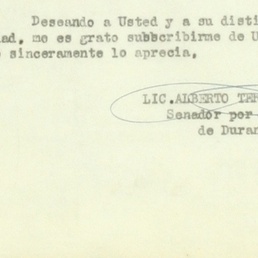 Deseando a Usted y a su disti
dad, me es grato subscribirme de U
sinceramente lo aprecia,
LIC.ALBERTO TER
Senador por
de Duran